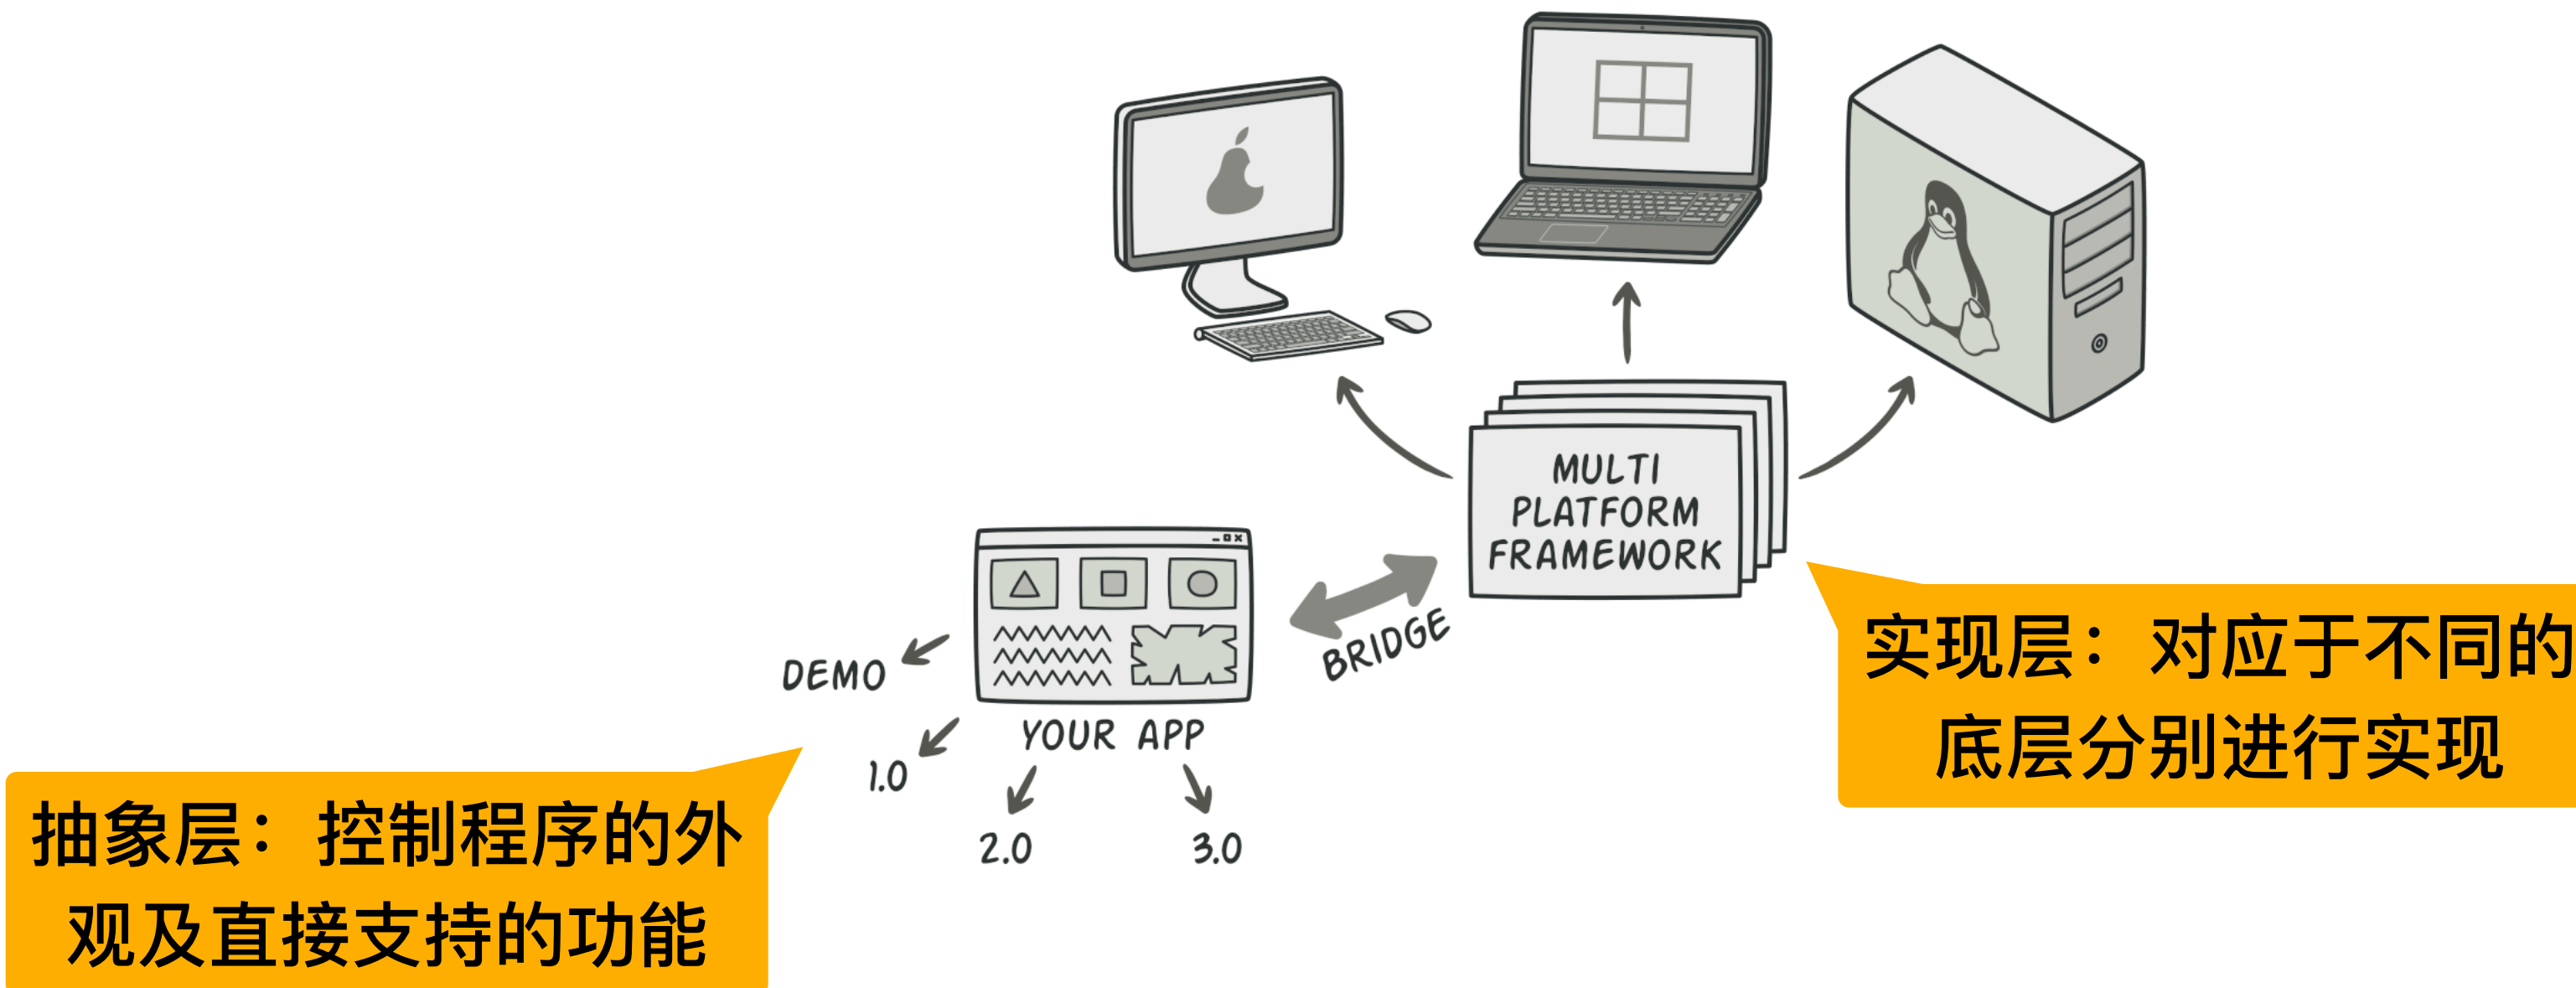 MULTI
PLATFORM
FRAMEWORK
BRIDGE
实现层：对应于不同的
底层分别进行实现
DEMO
YOUR APP
1.0
2.0
3.0
抽象层：控制程序的外
观及直接支持的功能